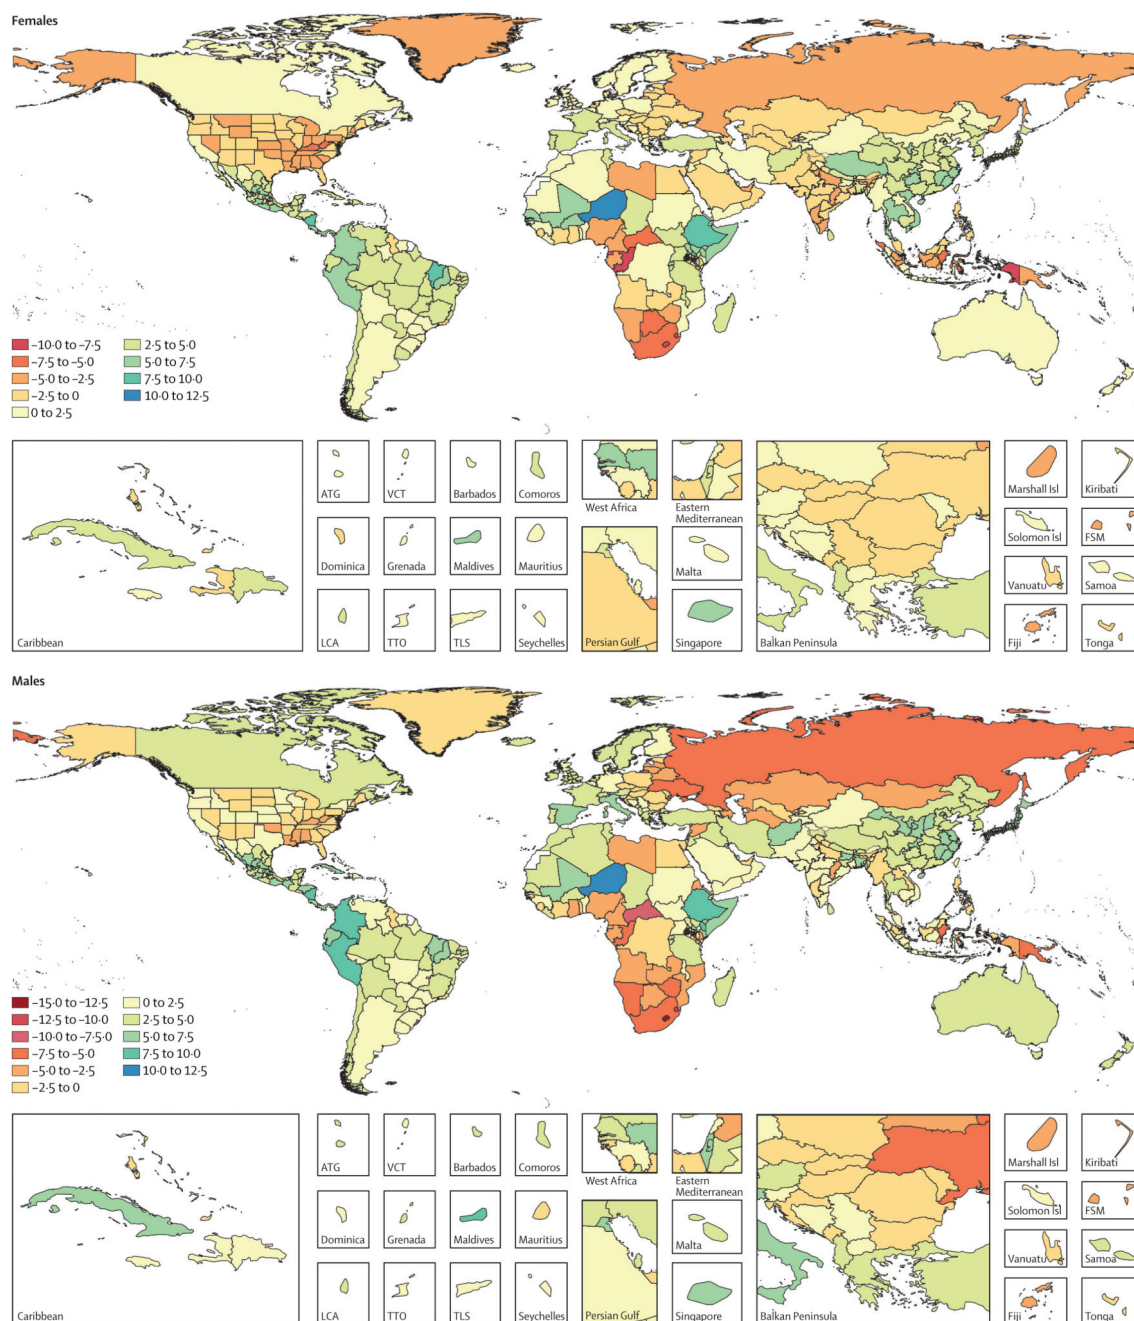 Females
−10·0 to −7·5
−7·5 to −5·0
−5·0 to −2·5
−2·5 to 0
0 to 2·5
2·5 to 5·0
5·0 to 7·5
7·5 to 10·0
10·0 to 12·5
Caribbean
ATG
VCT
Barbados
Comoros
Dominica
Grenada
Maldives
Mauritius
LCA
TTO
TLS
Seychelles
West Africa
Eastern
Mediterranean
Persian Gulf
Malta
Singapore
Balkan Peninsula
Marshall Isl
Kiribati
Solomon Isl
FSM
Vanuatu
Samoa
Fiji
Tonga
Males
−15·0 to −12·5
−12·5 to −10·0
−10·0 to −7·5·0
−7·5 to −5·0
−5·0 to −2·5
−2·5 to 0
0 to 2·5
2·5 to 5·0
5·0 to 7·5
7·5 to 10·0
10·0 to 12·5
Caribbean
ATG
VCT
Barbados
Comoros
Dominica
Grenada
Maldives
Mauritius
LCA
TTO
TLS
Seychelles
West Africa
Eastern
Mediterranean
Persian Gulf
Malta
Singapore
Balkan Peninsula
Marshall Isl
Kiribati
Solomon Isl
FSM
Vanuatu
Samoa
Fiji
Tonga